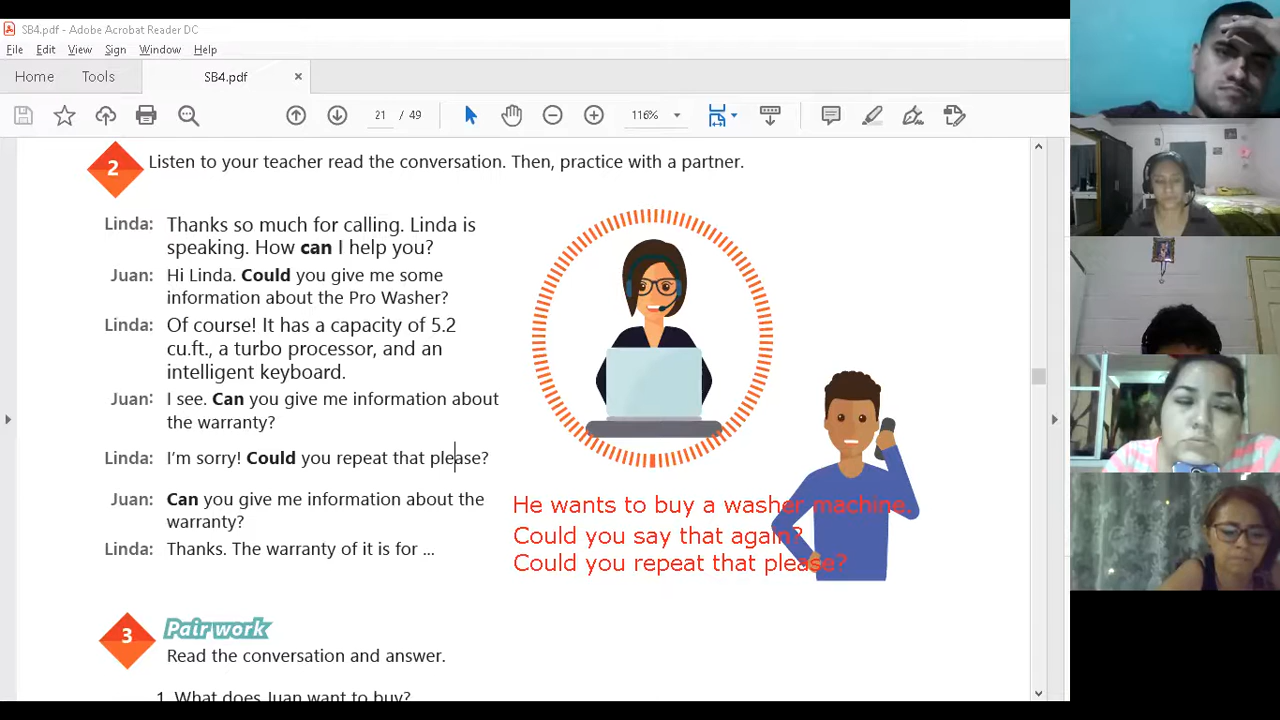 SB4.pdf - Adobe Acrobat Reader DC
File Edit View Sign Window Help
Home Tools SB4.pdf ×
21 / 49 116%
2 Listen to your teacher read the conversation. Then, practice with a partner.
Linda: Thanks so much for calling. Linda is
speaking. How can I help you?
Juan: Hi Linda. Could you give me some
information about the Pro Washer?
Linda: Of course! It has a capacity of 5.2
cu.ft., a turbo processor, and an
intelligent keyboard.
Juan: I see. Can you give me information about
the warranty?
Linda: I'm sorry! Could you repeat that please?
Juan: Can you give me information about the
warranty?
Linda: Thanks. The warranty of it is for ...
He wants to buy a washer machine.
Could you say that again?
Could you repeat that please?
3 Pair work
Read the conversation and answer.
1. What does Juan want to buy?